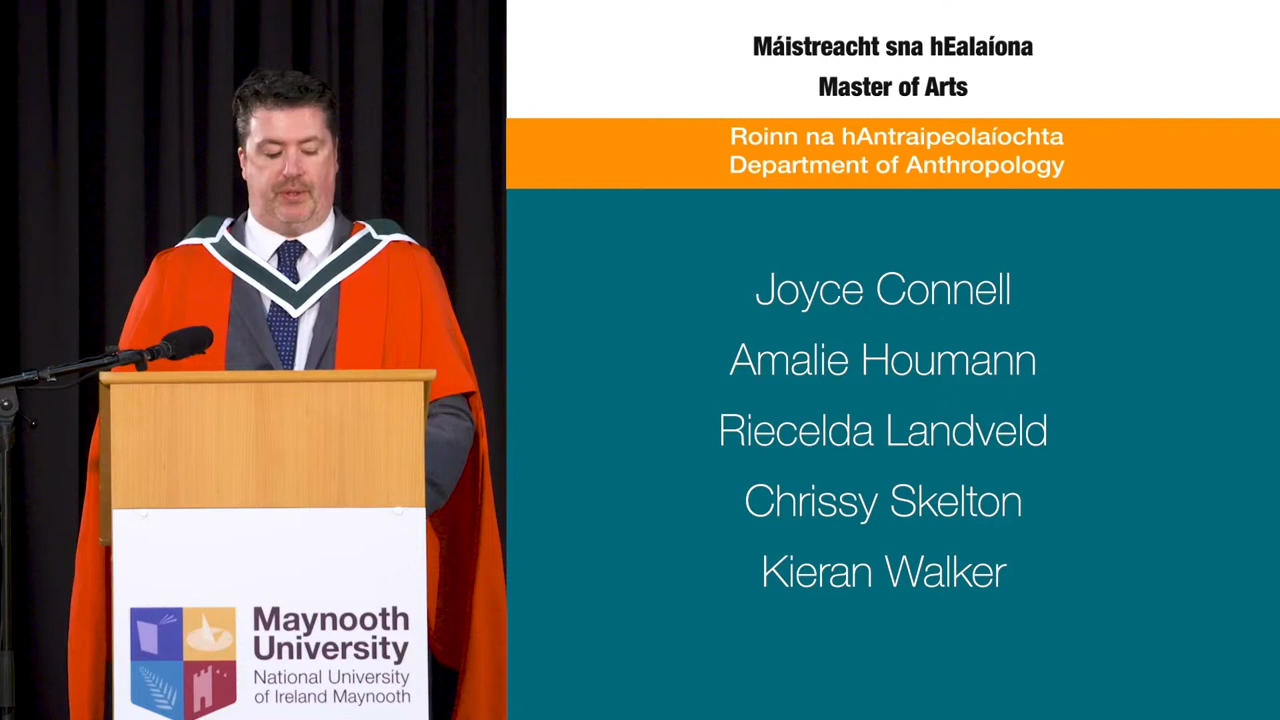 Máistreacht sna hEalaíona
Master of Arts
Roinn na hAntraipeolaíochta
Department of Anthropology
Joyce Connell
Amalie Houmann
Riecelda Landveld
Chrissy Skelton
Kieran Walker
Maynooth
University
National University
of Ireland Maynooth